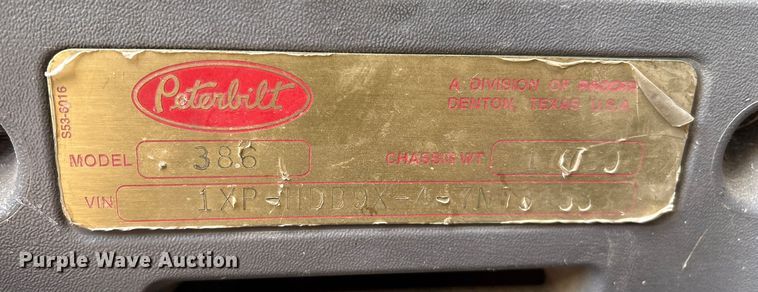 Peterbilt
A DIVISION OF PACCAR
DENTON, TEXAS U.S.A.
S53-6016
MODEL 386
CHASSIS WT.
VIN
Purple Wave Auction